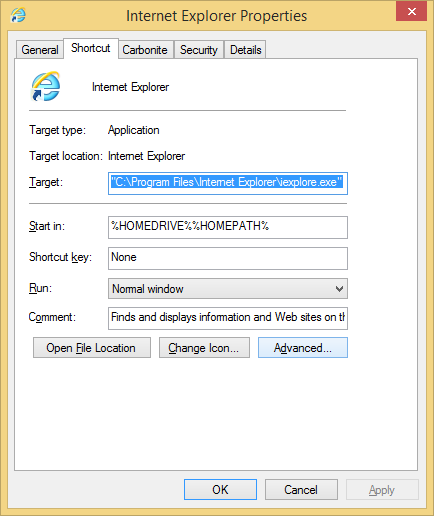 Internet Explorer Properties
General Shortcut Carbonite Security Details
Internet Explorer
Target type: Application
Target location: Internet Explorer
Target: "C:\Program Files\Internet Explorer\iexplore.exe"
Start in: %HOMEDRIVE%%HOMEPATH%
Shortcut key: None
Run: Normal window
Comment: Finds and displays information and Web sites on th
Open File Location Change Icon... Advanced...
OK Cancel Apply